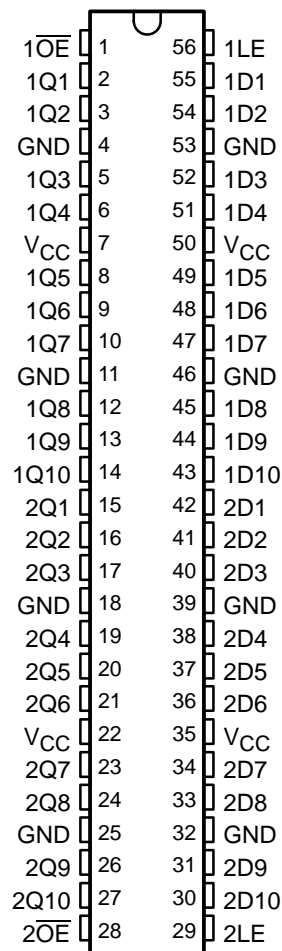 1O̅E̅ 1 56 1LE
1Q1 2 55 1D1
1Q2 3 54 1D2
GND 4 53 GND
1Q3 5 52 1D3
1Q4 6 51 1D4
VCC 7 50 VCC
1Q5 8 49 1D5
1Q6 9 48 1D6
1Q7 10 47 1D7
GND 11 46 GND
1Q8 12 45 1D8
1Q9 13 44 1D9
1Q10 14 43 1D10
2Q1 15 42 2D1
2Q2 16 41 2D2
2Q3 17 40 2D3
GND 18 39 GND
2Q4 19 38 2D4
2Q5 20 37 2D5
2Q6 21 36 2D6
VCC 22 35 VCC
2Q7 23 34 2D7
2Q8 24 33 2D8
GND 25 32 GND
2Q9 26 31 2D9
2Q10 27 30 2D10
2O̅E̅ 28 29 2LE